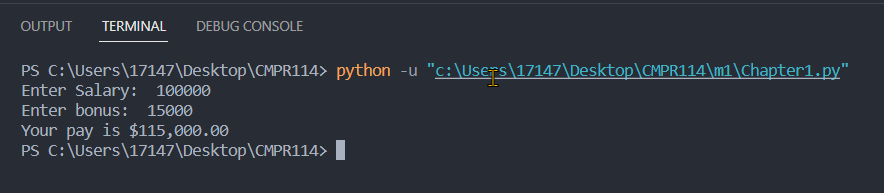 OUTPUT TERMINAL DEBUG CONSOLE
PS C:\Users\17147\Desktop\CMPR114> python -u "c:\Users\17147\Desktop\CMPR114\m1\Chapter1.py"
Enter Salary:  100000
Enter bonus:  15000
Your pay is $115,000.00
PS C:\Users\17147\Desktop\CMPR114>